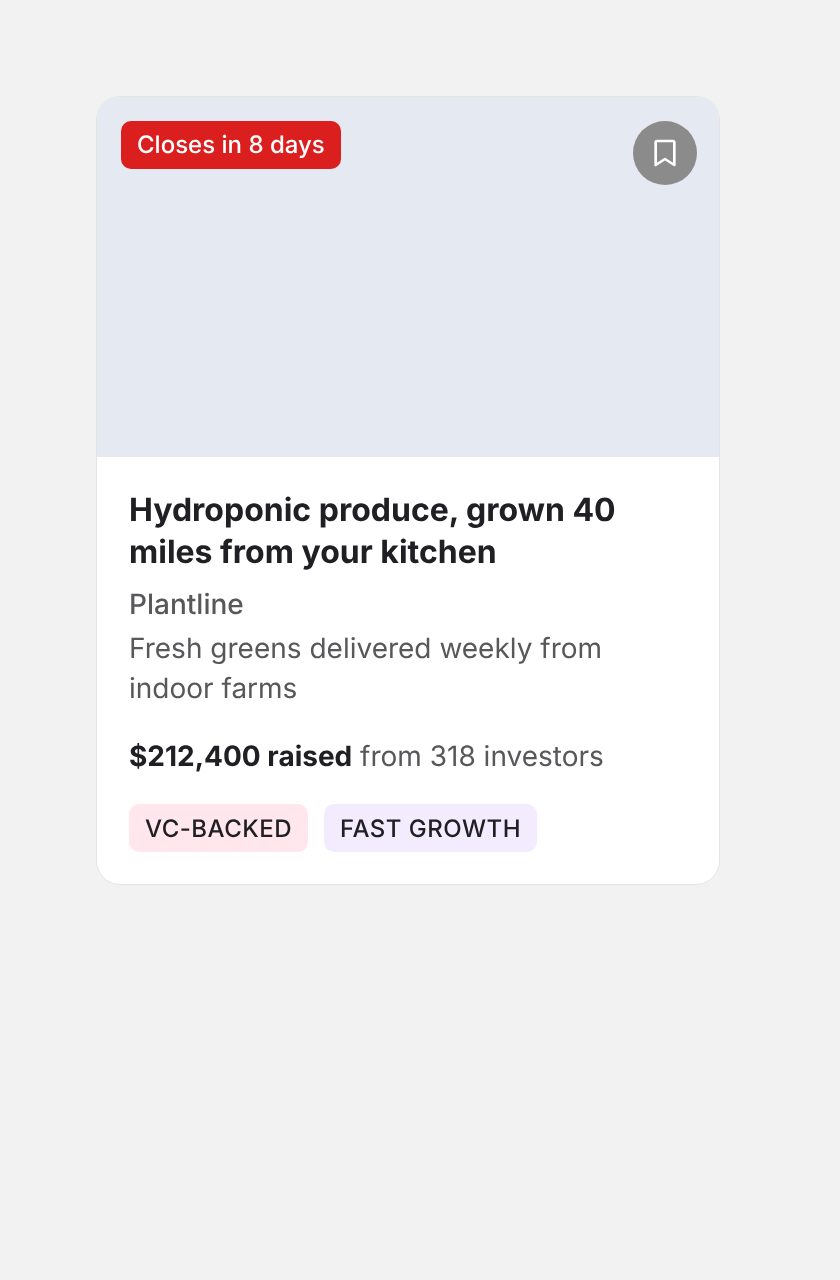 Closes in 8 days
Hydroponic produce, grown 40
miles from your kitchen
Plantline
Fresh greens delivered weekly from
indoor farms
$212,400 raised from 318 investors
VC-BACKED FAST GROWTH